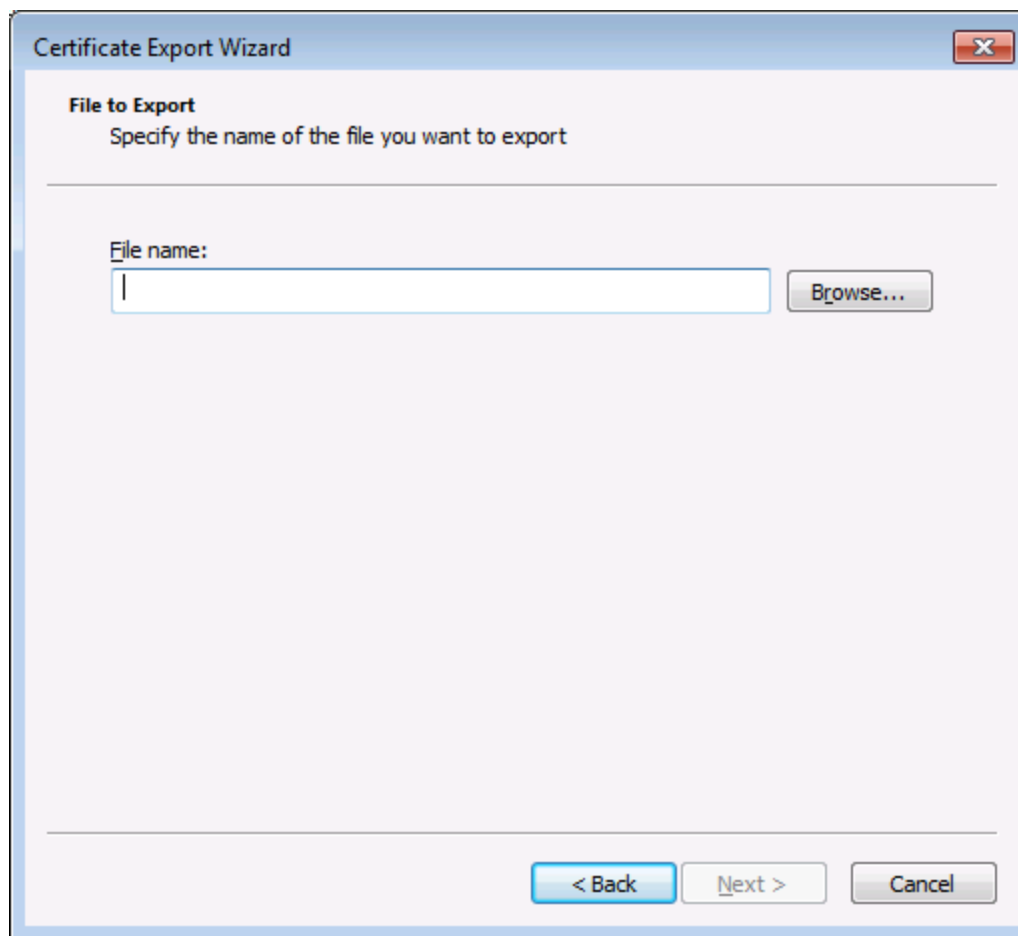 Certificate Export Wizard
File to Export
Specify the name of the file you want to export
File name:
Browse...
< Back Next > Cancel